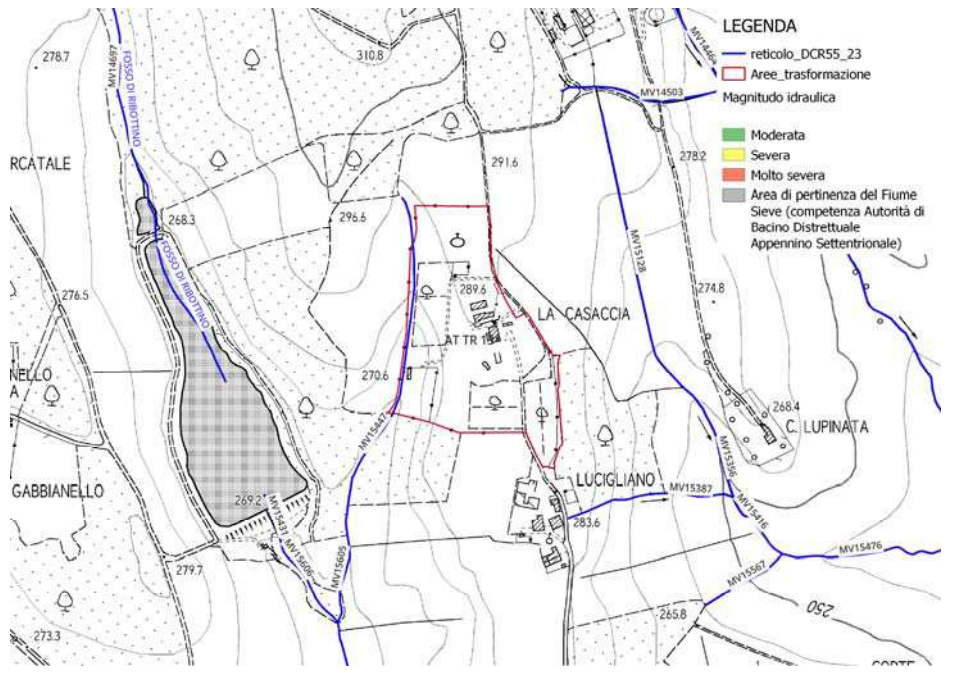 LEGENDA
reticolo_DCR55_23
Aree_trasformazione
Magnitudo idraulica
Moderata
Severa
Molto severa
Area di pertinenza del Fiume
Sieve (competenza Autorità di
Bacino Distrettuale
Appennino Settentrionale)
278.7
MV14697
FOSSO DI RIBOTTINO
310.8
MV14503
291.6
278.2
RCATALE
268.3
296.6
FOSSO DI RIBOTTINO
MV15128
276.5
289.6
274.8
LA CASACCIA
AT TR 1
NELLO
A
270.6
268.4
C. LUPINATA
MV15447
MV15356
GABBIANELLO
269.2
LUCIGLIANO
MV15387
MV15431
283.6
MV15416
MV15476
MV15606
MV15605
279.7
MV15567
265.8
250
273.3
CORTE